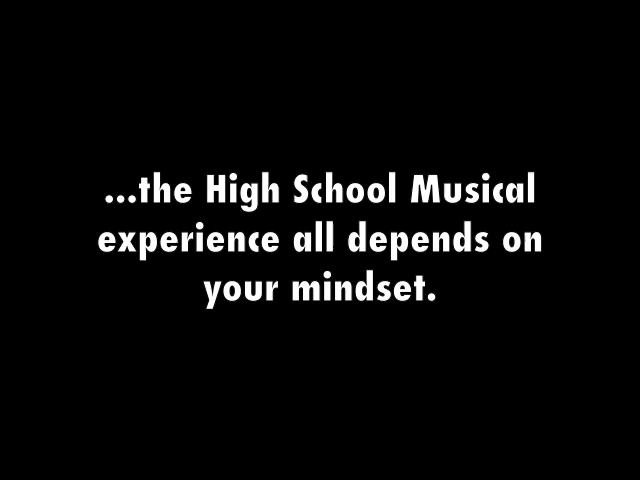 ...the High School Musical
experience all depends on
your mindset.